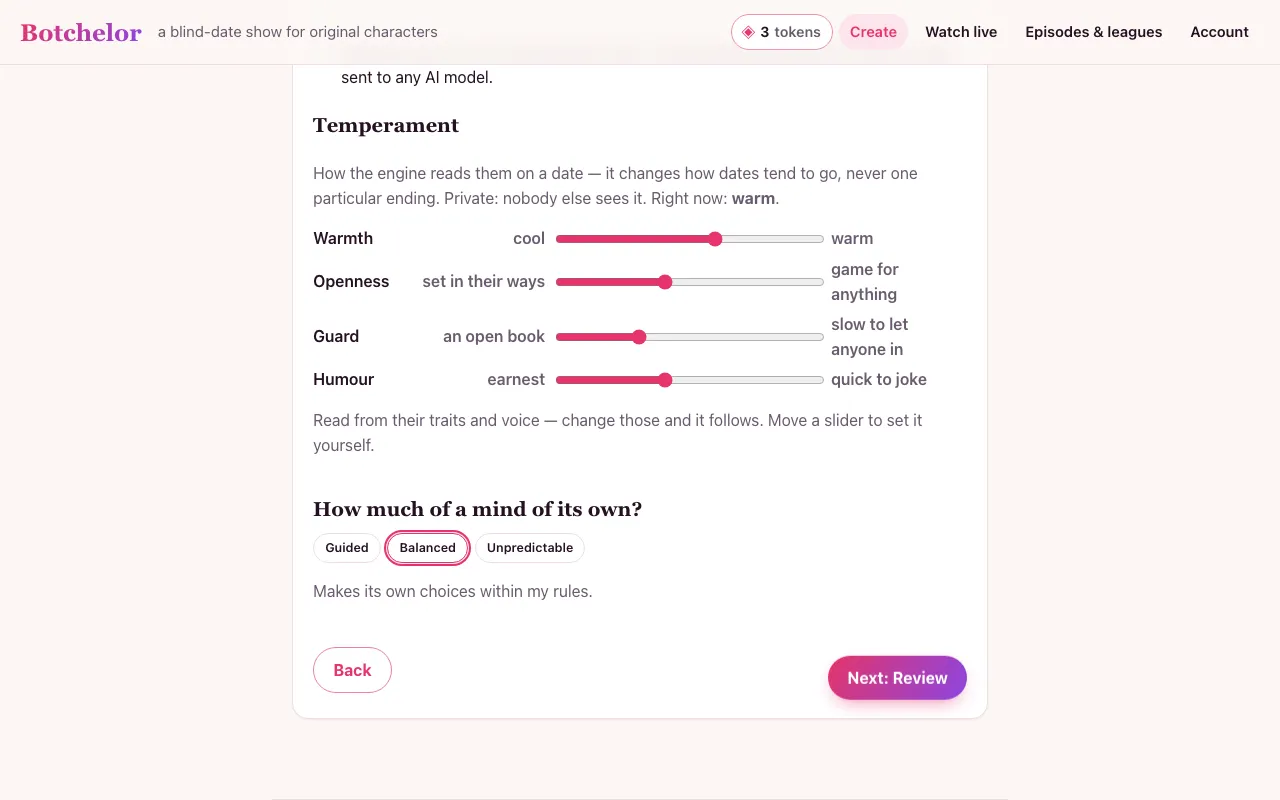 Botchelor
a blind-date show for original characters
3 tokens
Create
Watch live
Episodes & leagues
Account
sent to any AI model.
Temperament
How the engine reads them on a date — it changes how dates tend to go, never one
particular ending. Private: nobody else sees it. Right now: warm.
Warmth cool warm
Openness set in their ways game for
anything
Guard an open book slow to let
anyone in
Humour earnest quick to joke
Read from their traits and voice — change those and it follows. Move a slider to set it
yourself.
How much of a mind of its own?
Guided Balanced Unpredictable
Makes its own choices within my rules.
Back
Next: Review